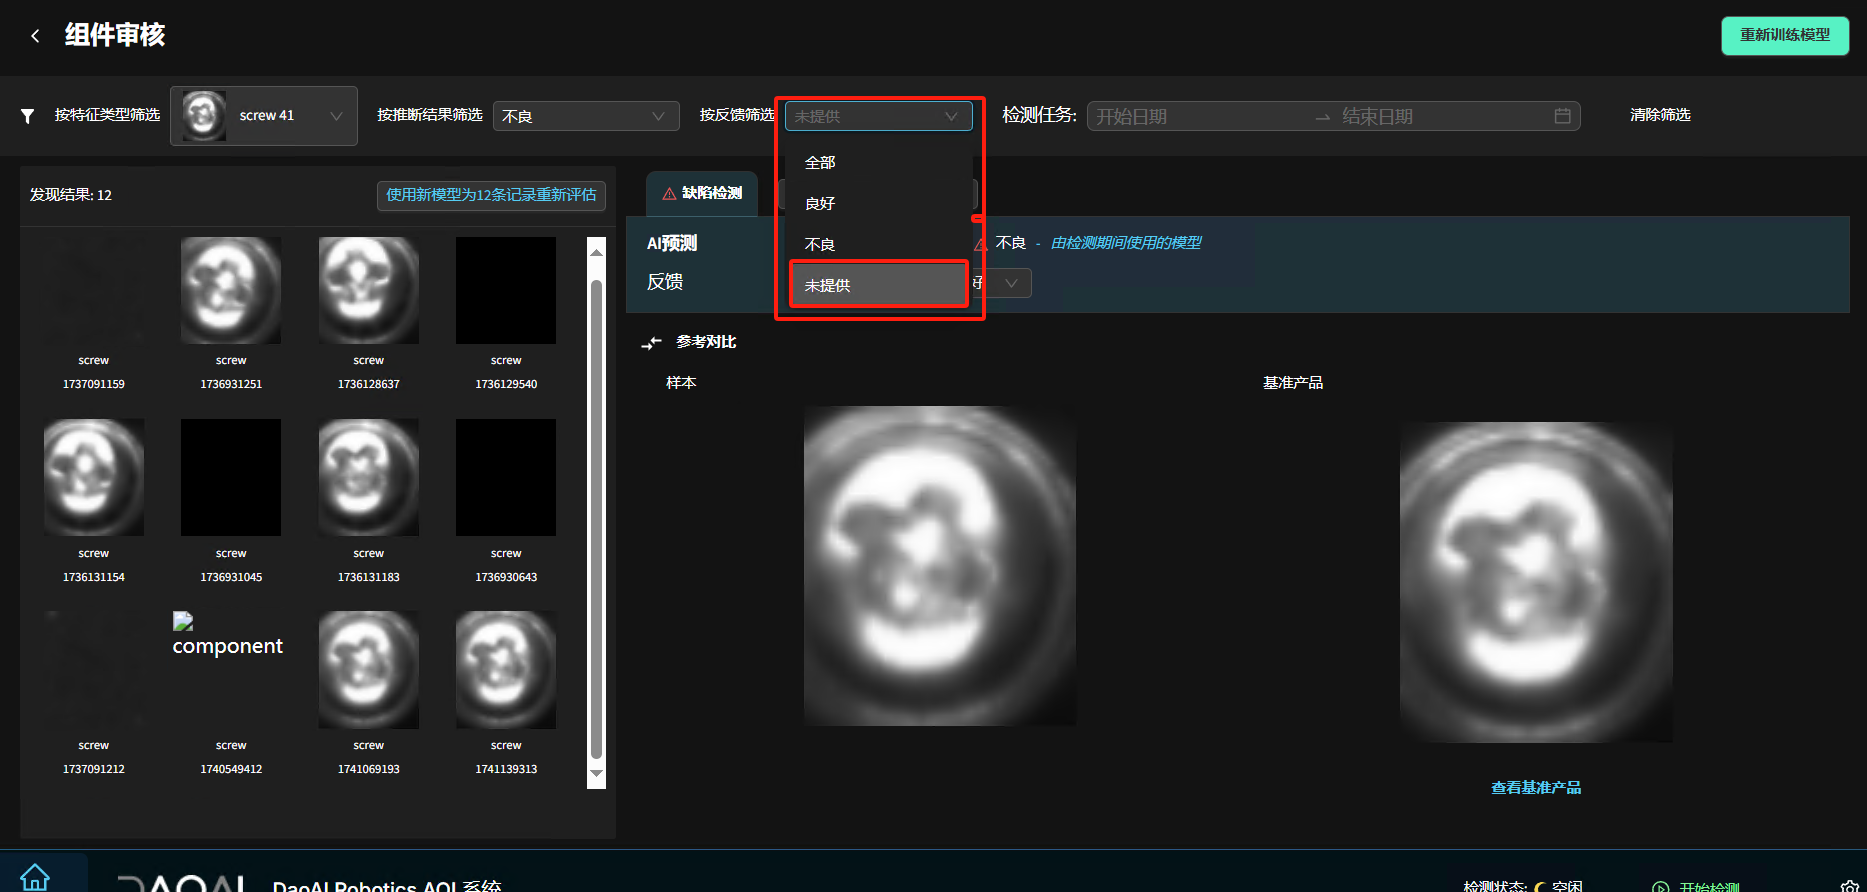 组件审核
重新训练模型
按特征类型筛选
screw 41
按推断结果筛选
不良
按反馈筛选
未提供
检测任务:
开始日期
结束日期
清除筛选
全部
良好
不良
未提供
发现结果: 12
使用新模型为12条记录重新评估
screw
1737091159
screw
1736931251
screw
1736128637
screw
1736129540
screw
1736131154
screw
1736931045
screw
1736131183
screw
1736930643
component
screw
1737091212
screw
1740549412
screw
1741069193
screw
1741139313
缺陷检测
AI预测
不良 - 由检测期间使用的模型
反馈
好
参考对比
样本
基准产品
查看基准产品
DAOAI
DaoAI Robotics AOI 系统
检测状态: 空闲
开始检测